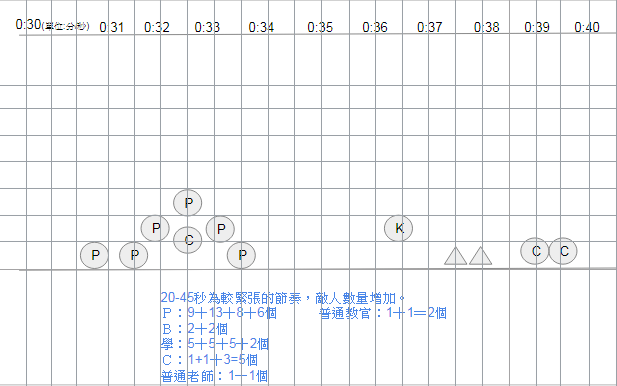 0:30(單位:分/秒) 0:31 0:32 0:33 0:34 0:35 0:36 0:37 0:38 0:39 0:40
P
P P K
C C C
P P P
20-45秒為較緊張的節奏，敵人數量增加。
P：9＋13＋8＋6個 普通教官：1＋1＝2個
B：2＋2個
學：5＋5＋5＋2個
C：1+1＋3=5個
普通老師：1＋1個